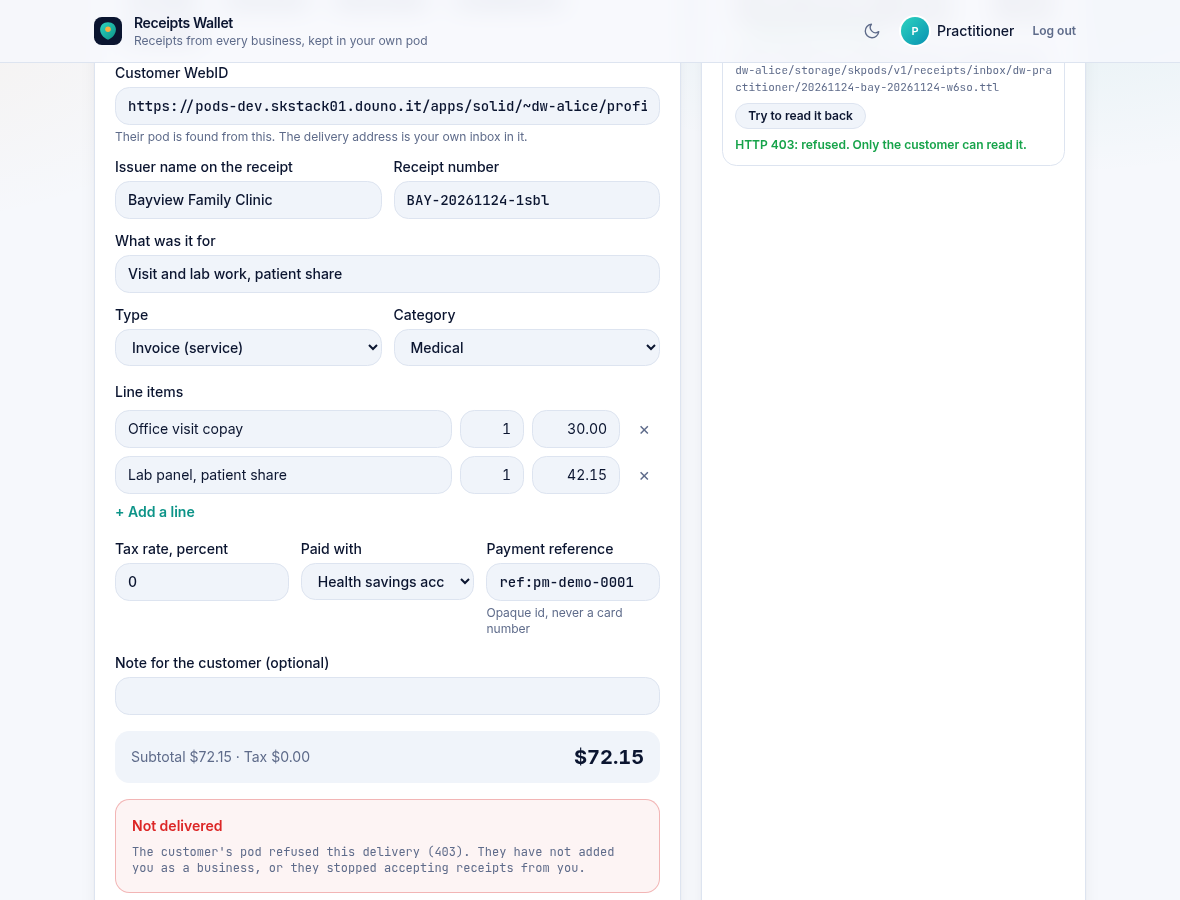 Receipts Wallet
Receipts from every business, kept in your own pod
P
Practitioner
Log out
Customer WebID
https://pods-dev.skstack01.douno.it/apps/solid/~dw-alice/profi
Their pod is found from this. The delivery address is your own inbox in it.
Issuer name on the receipt
Receipt number
Bayview Family Clinic
BAY-20261124-1sbl
What was it for
Visit and lab work, patient share
Type
Category
Invoice (service)
Medical
Line items
Office visit copay
1
30.00
×
Lab panel, patient share
1
42.15
×
+ Add a line
Tax rate, percent
Paid with
Payment reference
0
Health savings acc
ref:pm-demo-0001
Opaque id, never a card
number
Note for the customer (optional)
Subtotal $72.15 · Tax $0.00
$72.15
Not delivered
The customer's pod refused this delivery (403). They have not added
you as a business, or they stopped accepting receipts from you.
dw-alice/storage/skpods/v1/receipts/inbox/dw-pra
ctitioner/20261124-bay-20261124-w6so.ttl
Try to read it back
HTTP 403: refused. Only the customer can read it.